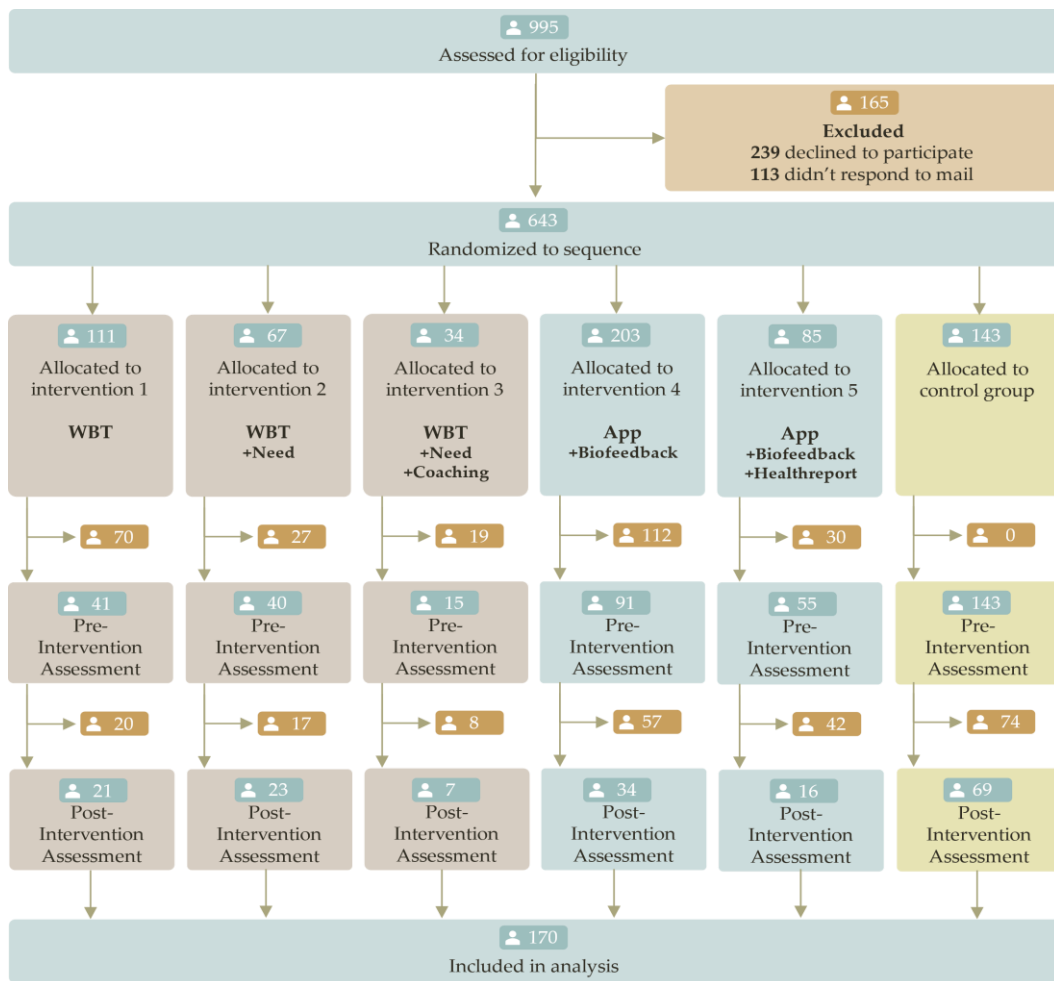 995
Assessed for eligibility
165
Excluded
239 declined to participate
113 didn't respond to mail
643
Randomized to sequence
111
Allocated to
intervention 1
WBT
67
Allocated to
intervention 2
WBT
+Need
34
Allocated to
intervention 3
WBT
+Need
+Coaching
203
Allocated to
intervention 4
App
+Biofeedback
85
Allocated to
intervention 5
App
+Biofeedback
+Healthreport
143
Allocated to
control group
70
27
19
112
30
0
41
Pre-
Intervention
Assessment
40
Pre-
Intervention
Assessment
15
Pre-
Intervention
Assessment
91
Pre-
Intervention
Assessment
55
Pre-
Intervention
Assessment
143
Pre-
Intervention
Assessment
20
17
8
57
42
74
21
Post-
Intervention
Assessment
23
Post-
Intervention
Assessment
7
Post-
Intervention
Assessment
34
Post-
Intervention
Assessment
16
Post-
Intervention
Assessment
69
Post-
Intervention
Assessment
170
Included in analysis